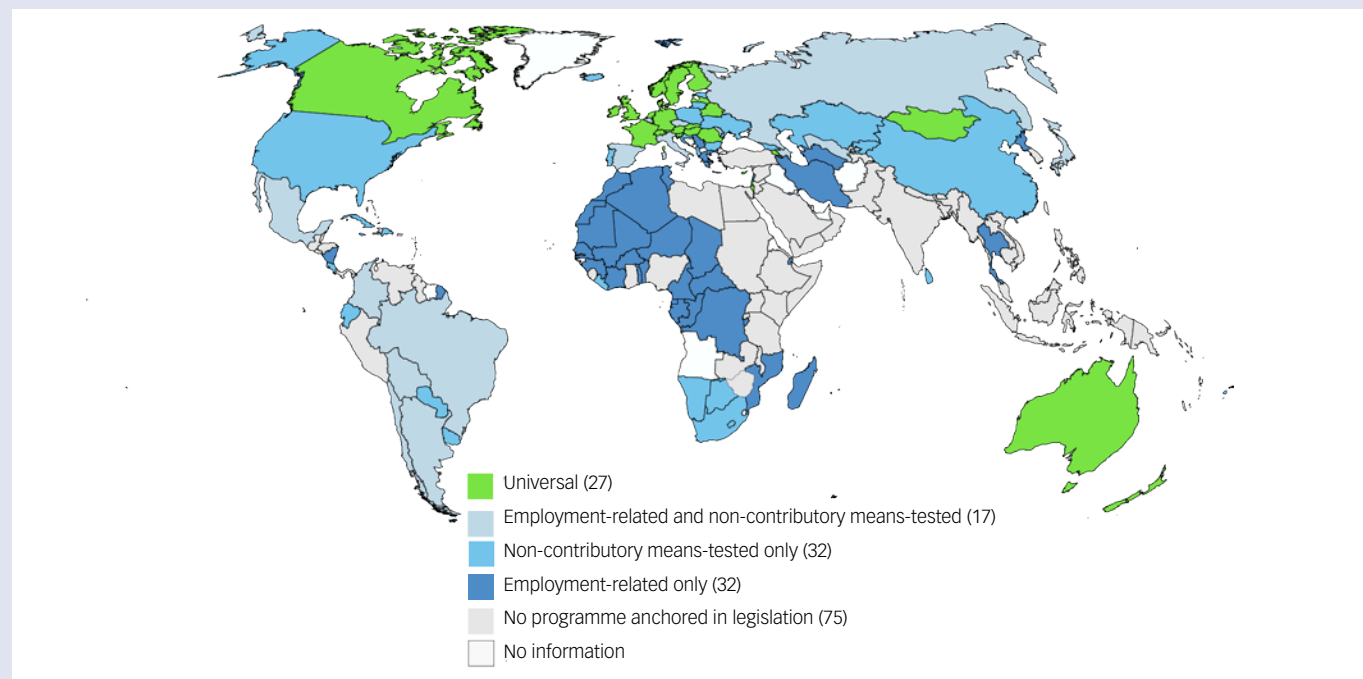 Universal (27)
Employment-related and non-contributory means-tested (17)
Non-contributory means-tested only (32)
Employment-related only (32)
No programme anchored in legislation (75)
No information